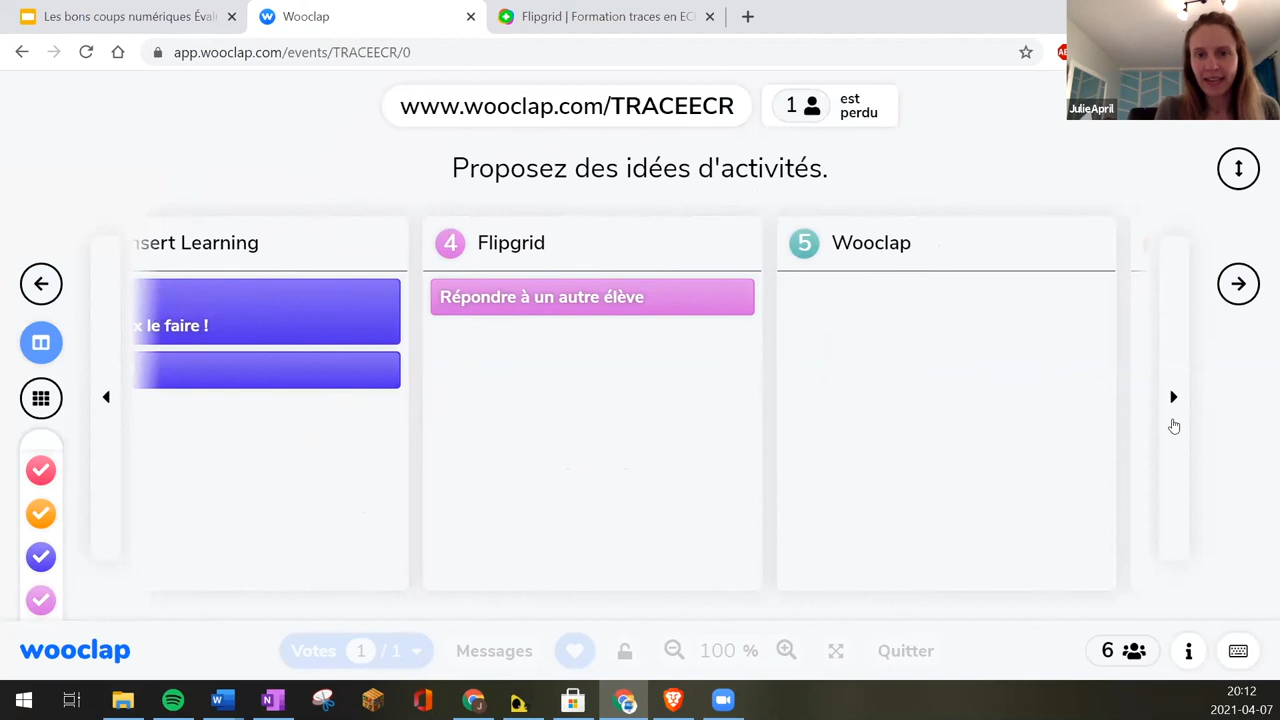 Les bons coups numériques Éval
Wooclap
Flipgrid | Formation traces en EC
app.wooclap.com/events/TRACEECR/0
JulieApril
www.wooclap.com/TRACEECR
1 est
perdu
Proposez des idées d'activités.
nsert Learning
4 Flipgrid
5 Wooclap
x le faire !
Répondre à un autre élève
wooclap
Votes 1 / 1
Messages
100 %
Quitter
6
20:12
2021-04-07